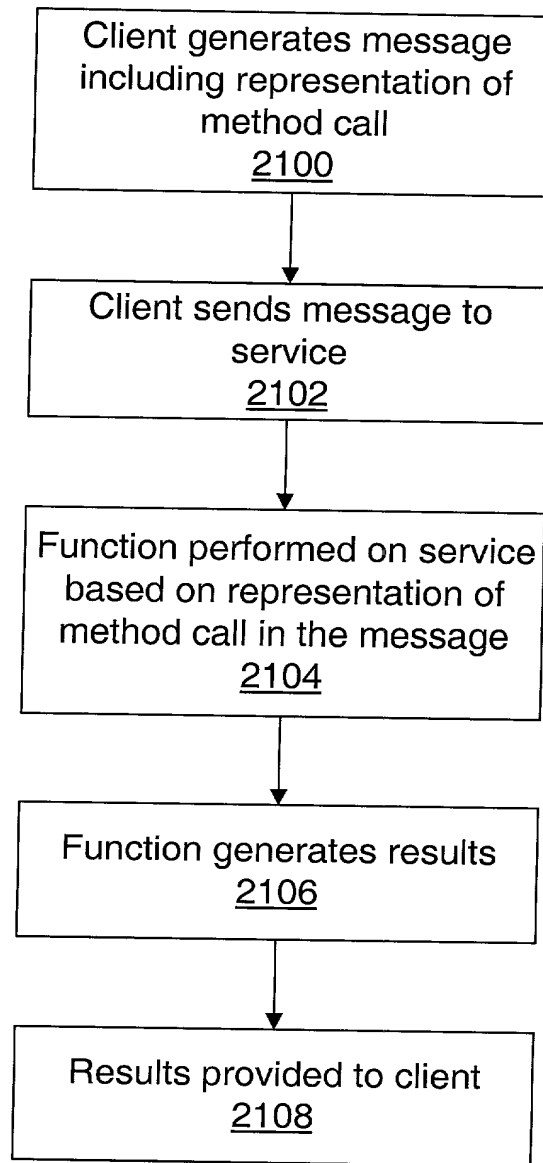 Client generates message
including representation of
method call
2100
Client sends message to
service
2102
Function performed on service
based on representation of
method call in the message
2104
Function generates results
2106
Results provided to client
2108